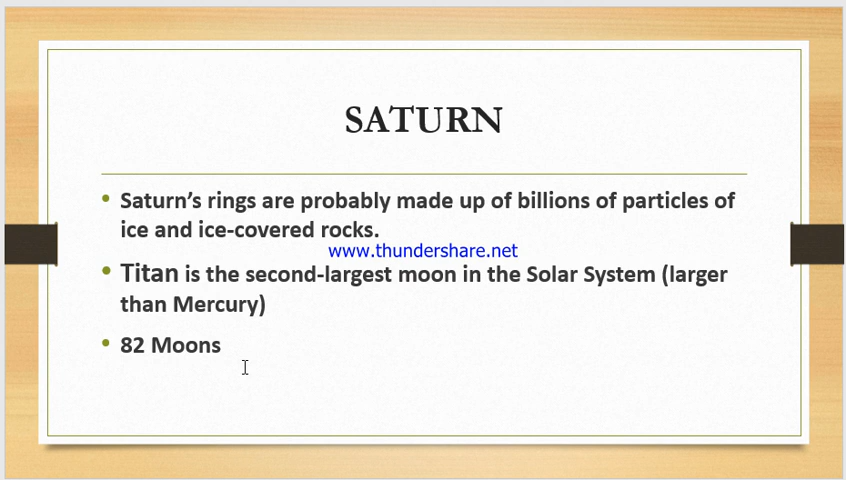 SATURN
Saturn’s rings are probably made up of billions of particles of
ice and ice-covered rocks.
www.thundershare.net
Titan is the second-largest moon in the Solar System (larger
than Mercury)
82 Moons